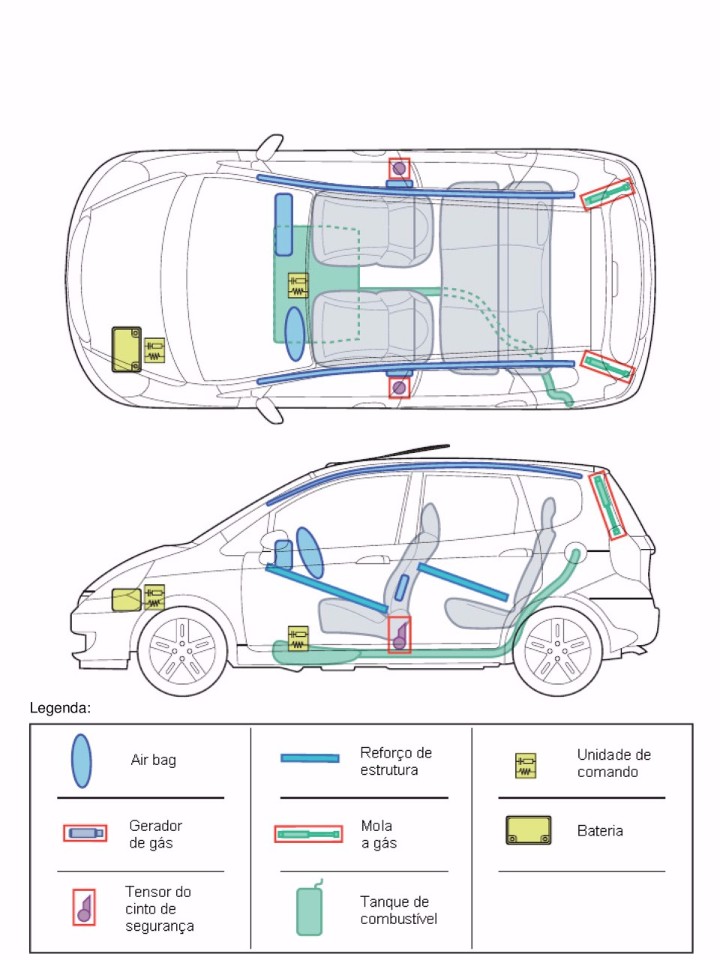 Legenda:
Air bag
Reforço de
estrutura
Unidade de
comando
Gerador
de gás
Mola
a gás
Bateria
Tensor do
cinto de
segurança
Tanque de
combustível